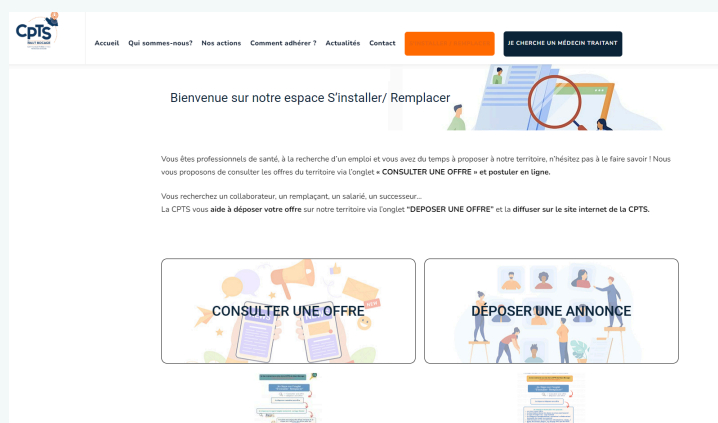 CPTS
Accueil Qui sommes-nous? Nos actions Comment adhérer ? Actualités Contact
JE CHERCHE UN MÉDECIN TRAITANT
Bienvenue sur notre espace S'installer/ Remplacer
Vous êtes professionnels de santé, à la recherche d'un emploi et vous avez du temps à proposer à notre territoire, n'hésitez pas à le faire savoir ! Nous
vous proposons de consulter les offres du territoire via l'onglet « CONSULTER UNE OFFRE » et postuler en ligne.
Vous recherchez un collaborateur, un remplaçant, un salarié, un successeur...
La CPTS vous aide à déposer votre offre sur notre territoire via l'onglet "DEPOSER UNE OFFRE" et la diffuser sur le site internet de la CPTS.
CONSULTER UNE OFFRE
NEW
DÉPOSER UNE ANNONCE